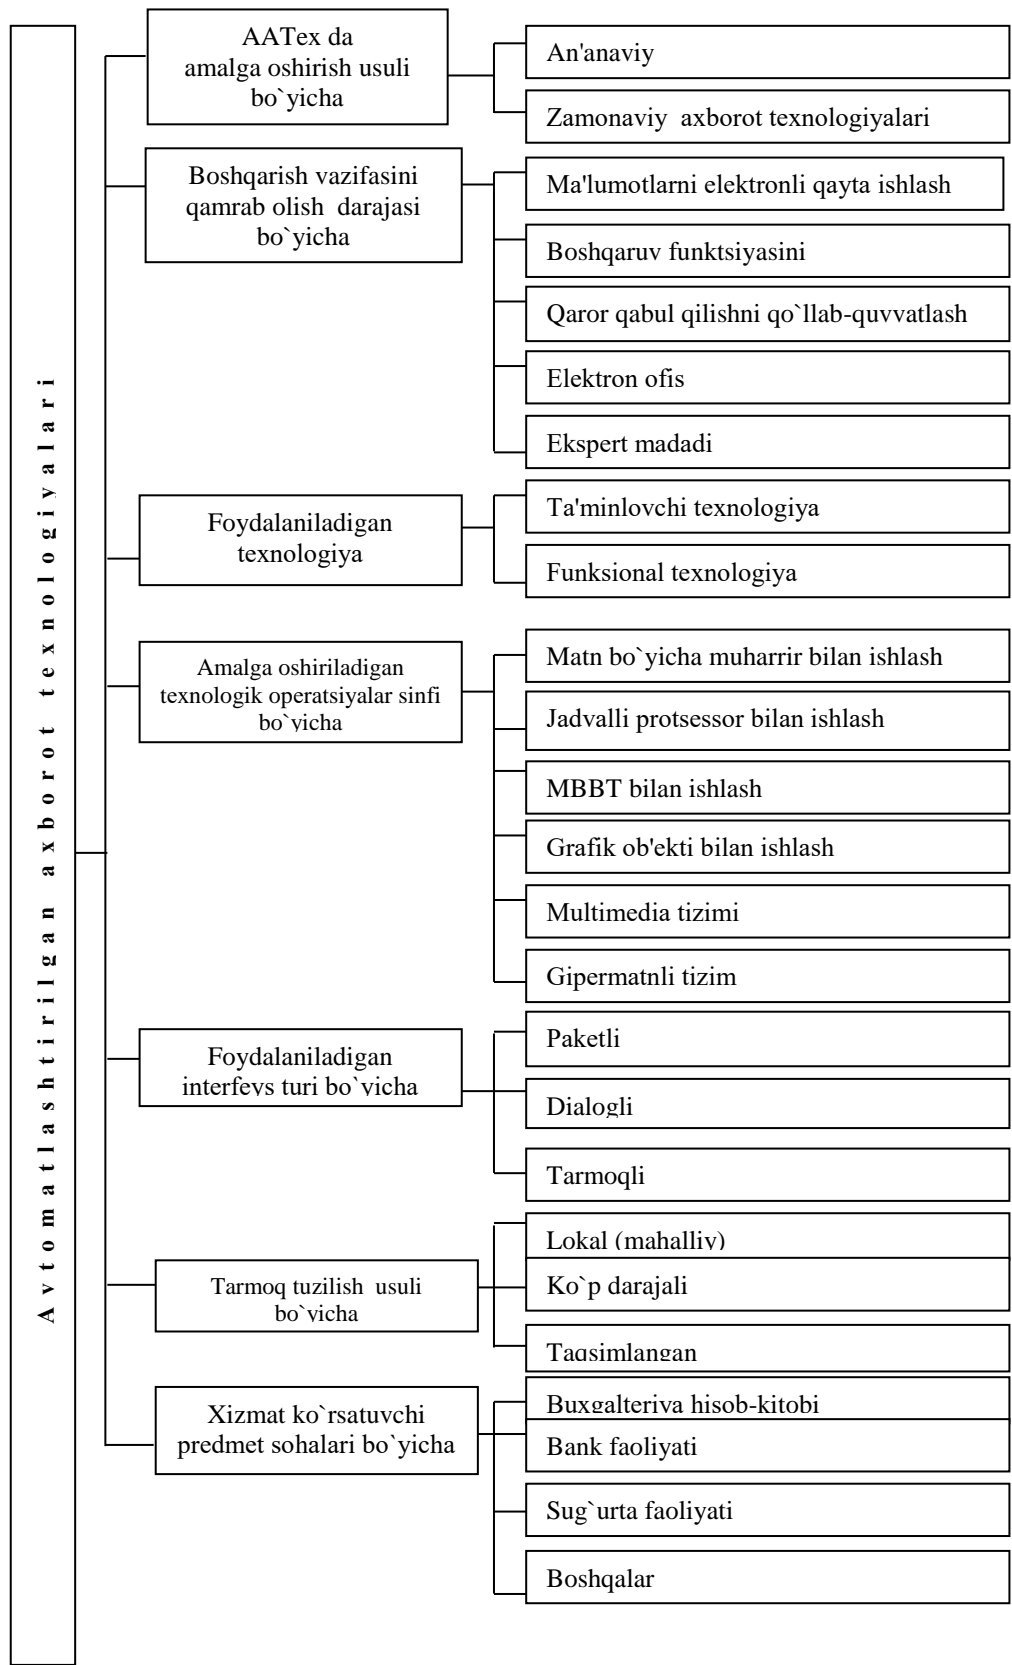 Avtomatlashtirilgan axborot texnologiyalari
AATex da
amalga oshirish usuli
bo`yicha
An'anaviy
Zamonaviy axborot texnologiyalari
Boshqarish vazifasini
qamrab olish darajasi
bo`yicha
Ma'lumotlarni elektronli qayta ishlash
Boshqaruv funktsiyasini
Qaror qabul qilishni qo`llab-quvvatlash
Elektron ofis
Ekspert madadi
Foydalaniladigan
texnologiya
Ta'minlovchi texnologiya
Funksional texnologiya
Amalga oshiriladigan
texnologik operatsiyalar sinfi
bo`yicha
Matn bo`yicha muharrir bilan ishlash
Jadvalli protsessor bilan ishlash
MBBT bilan ishlash
Grafik ob'ekti bilan ishlash
Multimedia tizimi
Gipermatnli tizim
Foydalaniladigan
interfeys turi bo`yicha
Paketli
Dialogli
Tarmoqli
Tarmoq tuzilish usuli
bo`yicha
Lokal (mahalliy)
Ko`p darajali
Taqsimlangan
Xizmat ko`rsatuvchi
predmet sohalari bo`yicha
Buxgalteriya hisob-kitobi
Bank faoliyati
Sug`urta faoliyati
Boshqalar